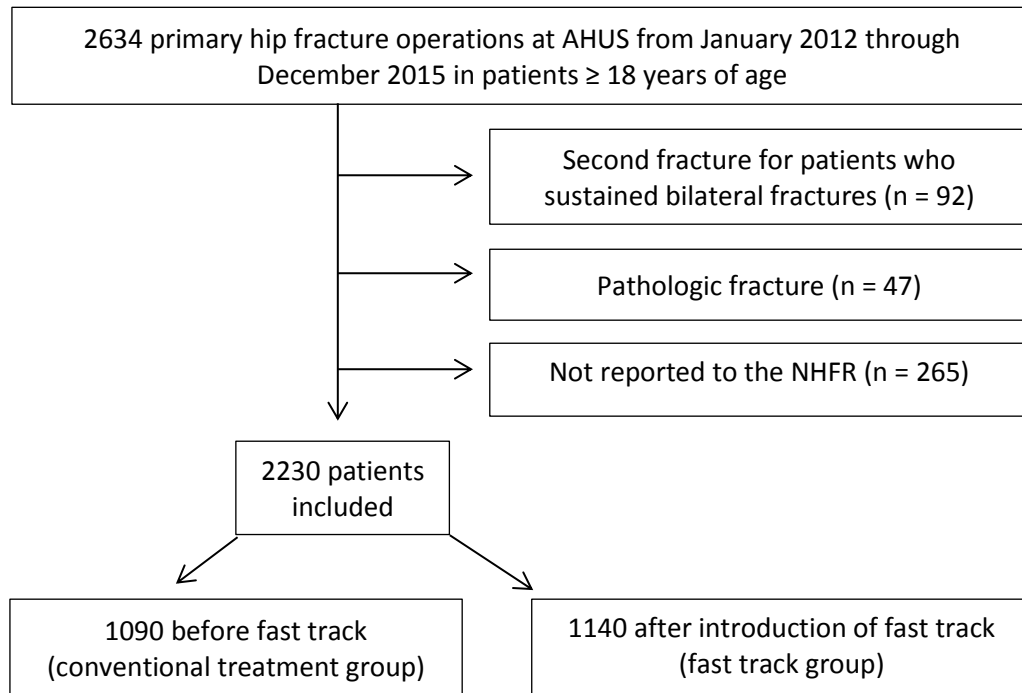 2634 primary hip fracture operations at AHUS from January 2012 through
December 2015 in patients ≥ 18 years of age
Second fracture for patients who
sustained bilateral fractures (n = 92)
Pathologic fracture (n = 47)
Not reported to the NHFR (n = 265)
2230 patients
included
1090 before fast track
(conventional treatment group)
1140 after introduction of fast track
(fast track group)